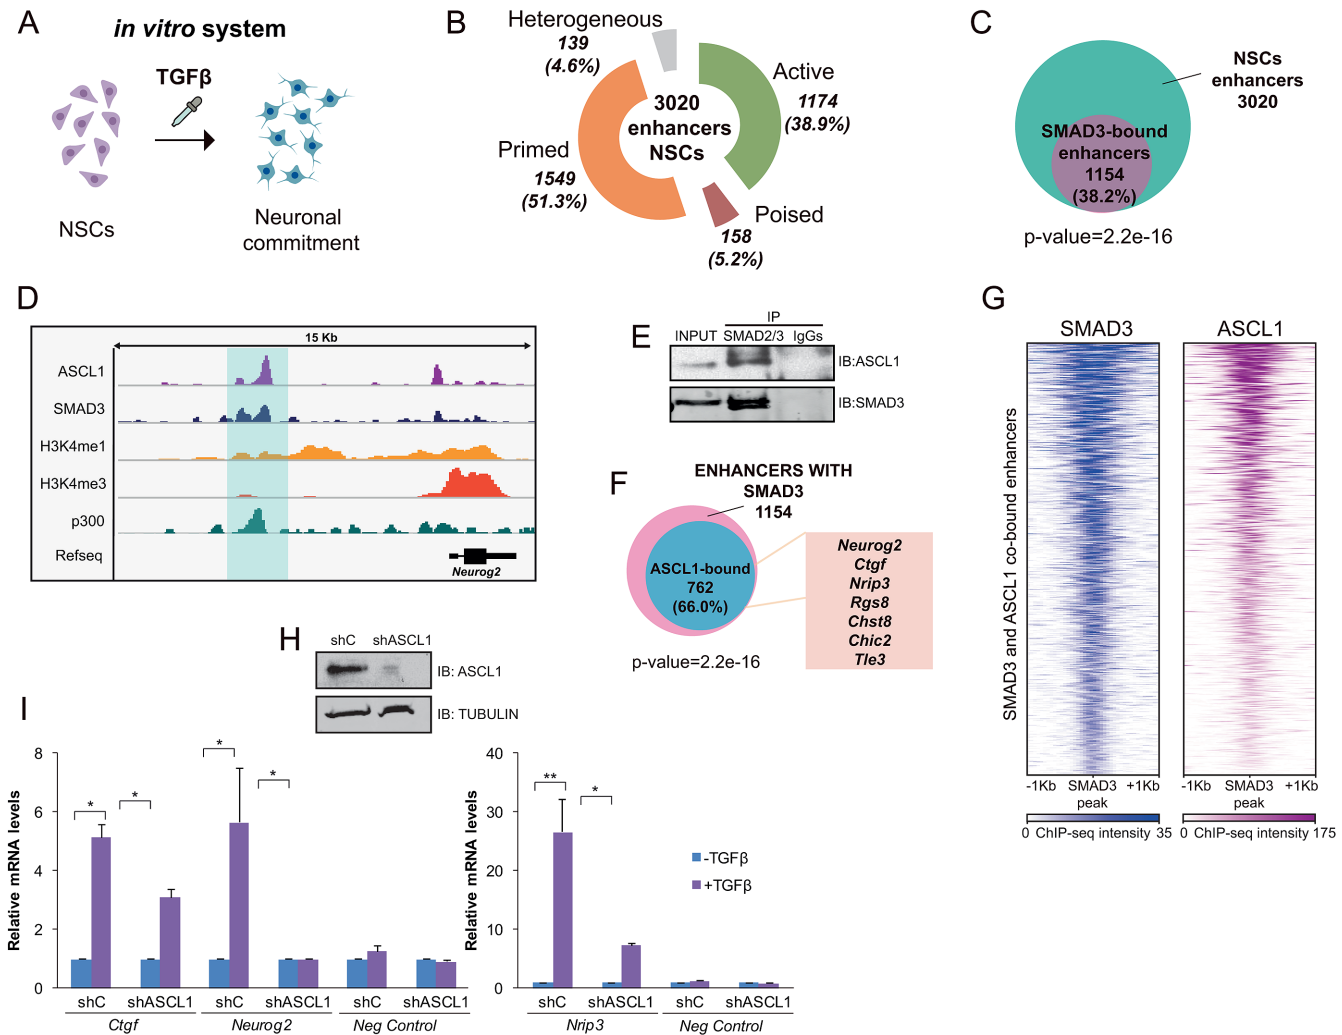 A
in vitro system
TGFβ
NSCs
Neuronal
commitment
B
Heterogeneous
139
(4.6%)
3020
enhancers
NSCs
Active
1174
(38.9%)
Primed
1549
(51.3%)
Poised
158
(5.2%)
C
NSCs
enhancers
3020
SMAD3-bound
enhancers
1154
(38.2%)
p-value=2.2e-16
D
15 Kb
ASCL1
SMAD3
H3K4me1
H3K4me3
p300
Refseq
Neurog2
E
IP
INPUT SMAD2/3 IgGs
IB:ASCL1
IB:SMAD3
F
ENHANCERS WITH
SMAD3
1154
ASCL1-bound
762
(66.0%)
p-value=2.2e-16
Neurog2
Ctgf
Nrip3
Rgs8
Chst8
Chic2
Tle3
G
SMAD3 ASCL1
SMAD3 and ASCL1 co-bound enhancers
-1Kb SMAD3 +1Kb
peak
0 ChIP-seq intensity 35
-1Kb SMAD3 +1Kb
peak
0 ChIP-seq intensity 175
H
shC shASCL1
IB: ASCL1
IB: TUBULIN
I
Relative mRNA levels
8
6
4
2
0
* *
* *
shC shASCL1 shC shASCL1 shC shASCL1
Ctgf Neurog2 Neg Control
Relative mRNA levels
40
30
20
10
0
** *
-TGFβ
+TGFβ
shC shASCL1 shC shASCL1
Nrip3 Neg Control